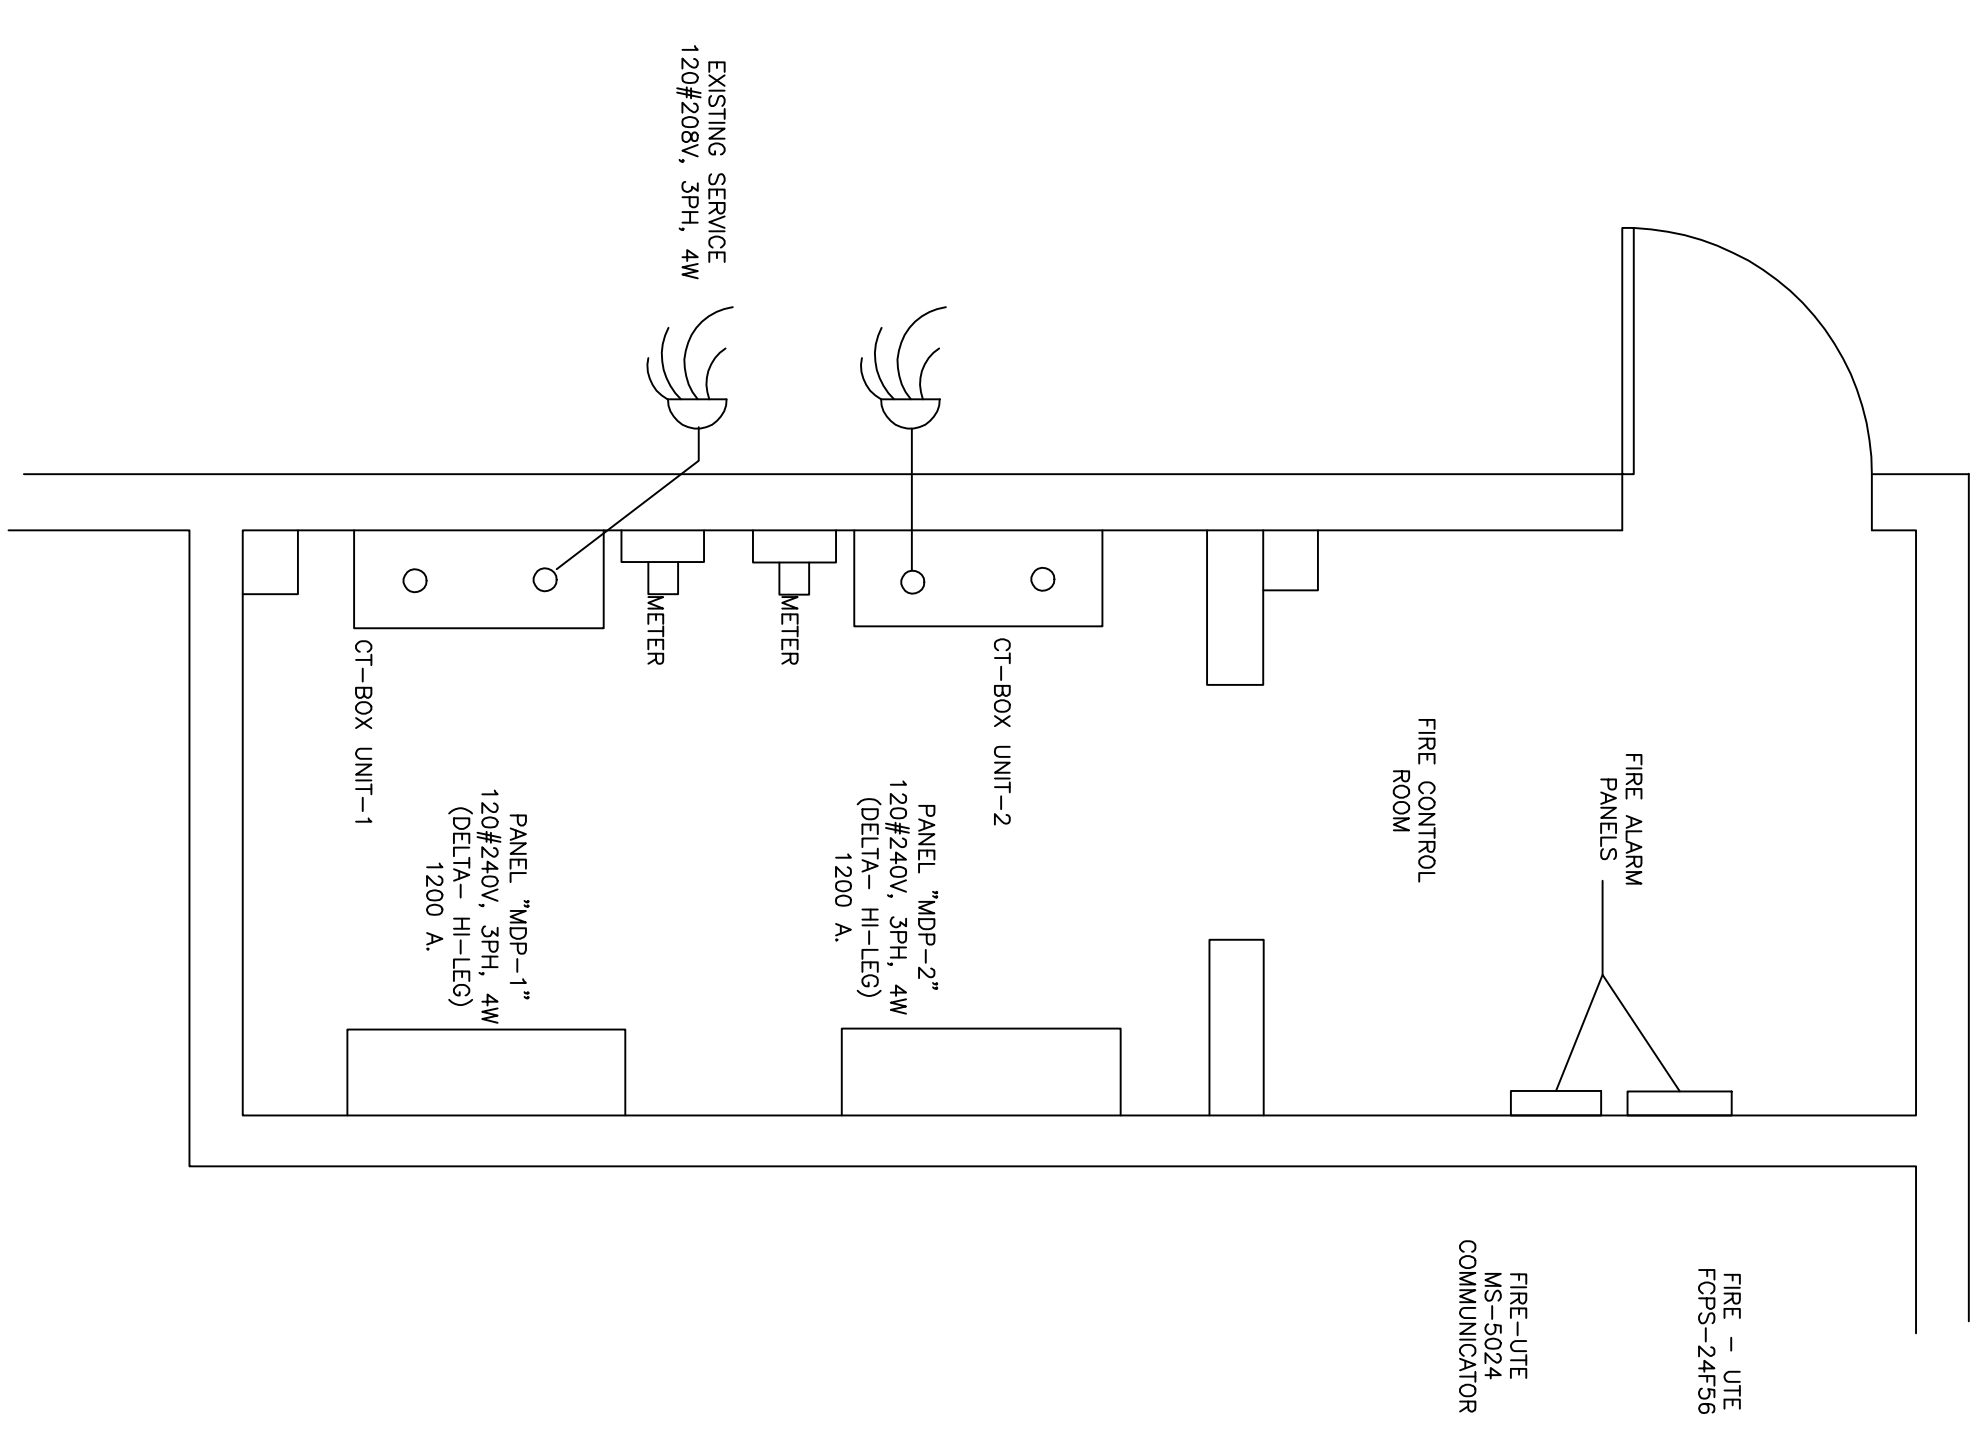 EXISTING SERVICE
120#208V, 3PH, 4W
METER
METER
CT-BOX UNIT-1
CT-BOX UNIT-2
PANEL "MDP-1"
120#240V, 3PH, 4W
(DELTA- HI-LEG)
1200 A.
PANEL "MDP-2"
120#240V, 3PH, 4W
(DELTA- HI-LEG)
1200 A.
FIRE CONTROL
ROOM
FIRE ALARM
PANELS
FIRE-UTE
MS-5024
COMMUNICATOR
FIRE - UTE
FCPS-24F56